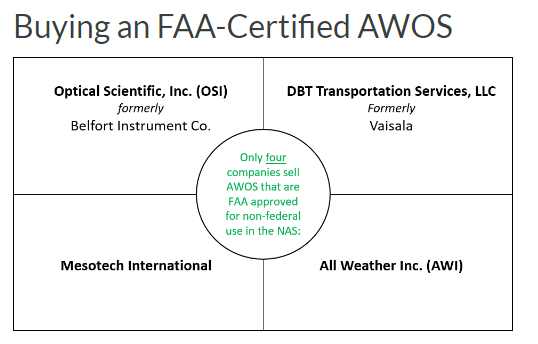 Buying an FAA-Certified AWOS
Optical Scientific, Inc. (OSI)
formerly
Belfort Instrument Co.
DBT Transportation Services, LLC
Formerly
Vaisala
Only four
companies sell
AWOS that are
FAA approved
for non-federal
use in the NAS:
Mesotech International
All Weather Inc. (AWI)